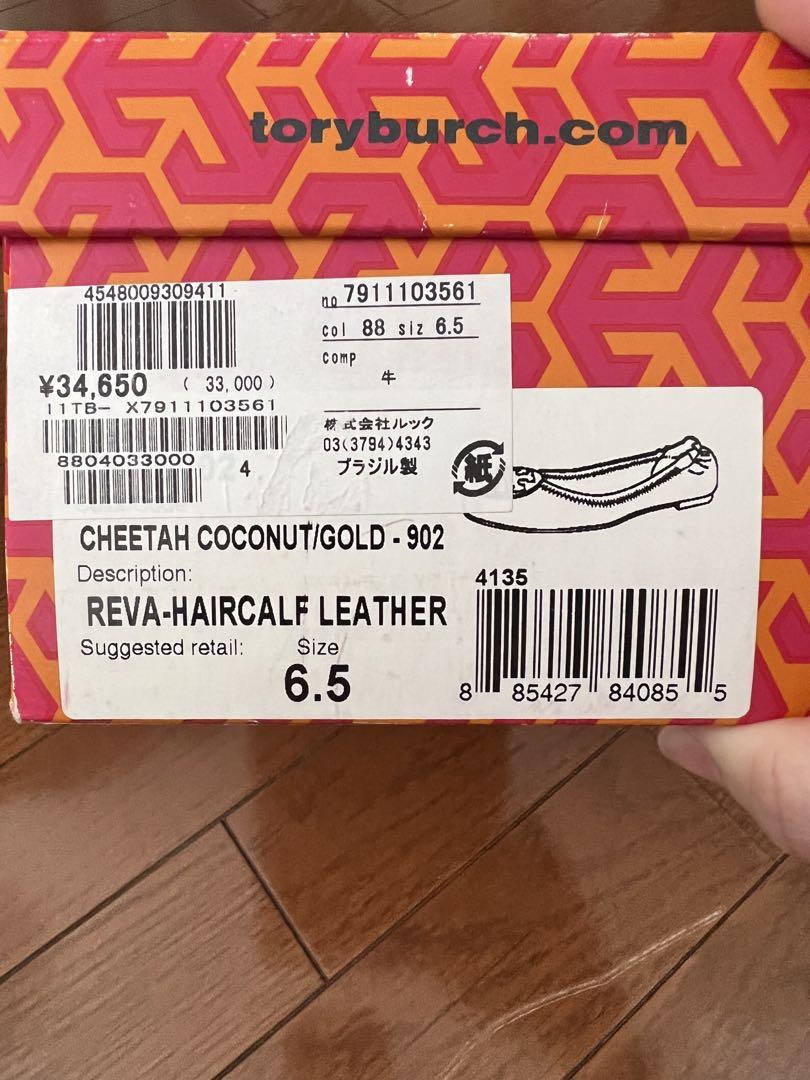 toryburch.com
4548009309411
¥34,650 ( 33,000 )
11TB- X7911103561
8804033000 4
no 7911103561
col 88 siz 6.5
comp
牛
株式会社ルック
03(3794)4343
ブラジル製
紙
CHEETAH COCONUT/GOLD - 902
Description:
REVA-HAIRCALF LEATHER
Suggested retail: Size
6.5
4135
8 85427 84085 5